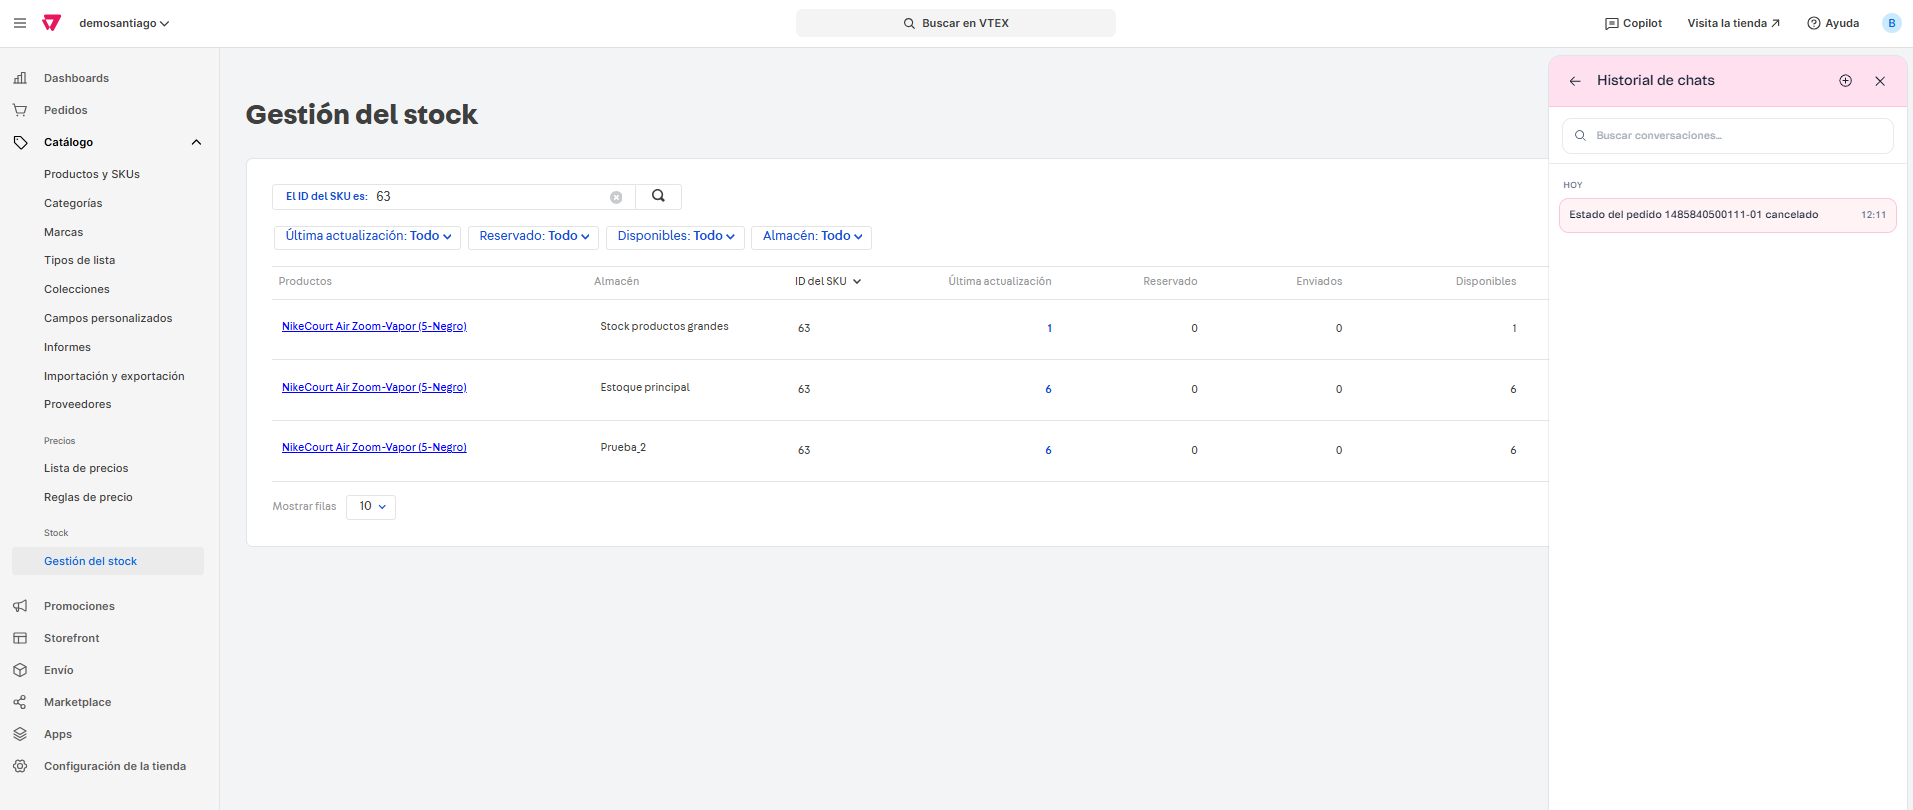 demosantiago
Buscar en VTEX
Copilot
Visita la tienda
Ayuda
B
Dashboards
Pedidos
Catálogo
Productos y SKUs
Categorías
Marcas
Tipos de lista
Colecciones
Campos personalizados
Informes
Importación y exportación
Proveedores
Precios
Lista de precios
Reglas de precio
Stock
Gestión del stock
Promociones
Storefront
Envío
Marketplace
Apps
Configuración de la tienda
Gestión del stock
El ID del SKU es: 63
Última actualización: Todo Reservado: Todo Disponibles: Todo Almacén: Todo
Productos Almacén ID del SKU Última actualización Reservado Enviados Disponibles
NikeCourt Air Zoom-Vapor (5-Negro) Stock productos grandes 63 1 0 0 1
NikeCourt Air Zoom-Vapor (5-Negro) Estoque principal 63 6 0 0 6
NikeCourt Air Zoom-Vapor (5-Negro) Prueba_2 63 6 0 0 6
Mostrar filas 10
Historial de chats
Buscar conversaciones...
HOY
Estado del pedido 1485840500111-01 cancelado 12:11